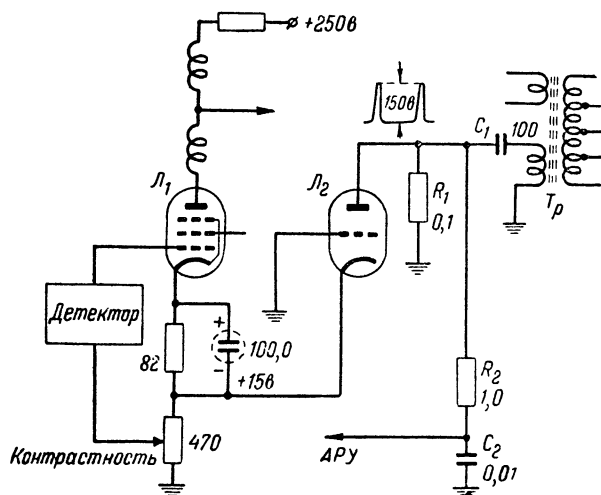 +250в
150в
C₁
100
Тр
Л₁
Л₂
R₁
0,1
Детектор
82
+
100,0
-
+15в
R₂
1,0
470
Контрастность
АРУ
C₂
0,01